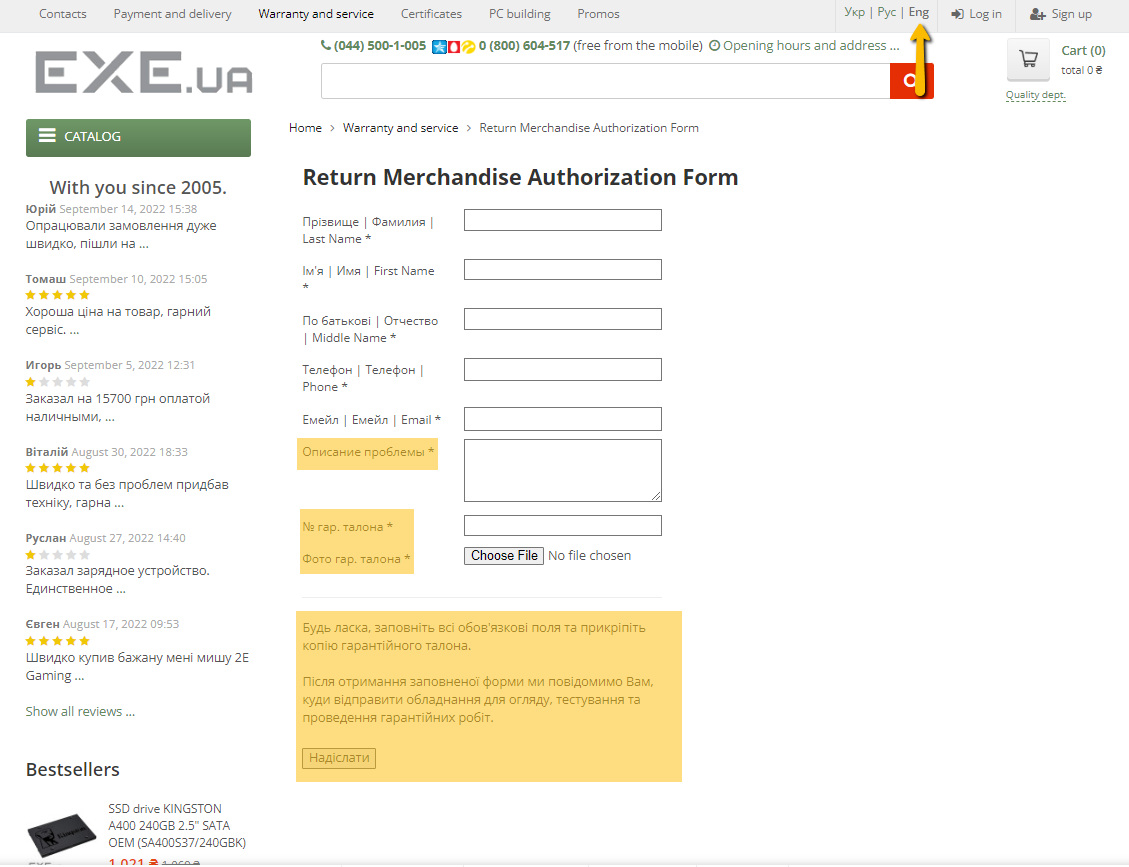 Contacts Payment and delivery Warranty and service Certificates PC building Promos Укр | Рус | Eng Log in Sign up
EXE.UA
(044) 500-1-005 0 (800) 604-517 (free from the mobile) Opening hours and address ...
Cart (0)
total 0 ₴
Quality dept.
CATALOG
Home > Warranty and service > Return Merchandise Authorization Form
With you since 2005.
Юрій September 14, 2022 15:38
Опрацювали замовлення дуже
швидко, пішли на ...
Томаш September 10, 2022 15:05
Хороша ціна на товар, гарний
сервіс. ...
Игорь September 5, 2022 12:31
Заказал на 15700 грн оплатой
наличными, ...
Віталій August 30, 2022 18:33
Швидко та без проблем придбав
техніку, гарна ...
Руслан August 27, 2022 14:40
Заказал зарядное устройство.
Единственное ...
Євген August 17, 2022 09:53
Швидко купив бажану мені мишу 2E
Gaming ...
Show all reviews ...
Bestsellers
SSD drive KINGSTON
A400 240GB 2.5" SATA
OEM (SA400S37/240GBK)
1 021 ₴ 1 060 ₴
Return Merchandise Authorization Form
Прізвище | Фамилия |
Last Name *
Ім'я | Имя | First Name
*
По батькові | Отчество
| Middle Name *
Телефон | Телефон |
Phone *
Емейл | Емейл | Email *
Описание проблемы *
№ гар. талона *
Фото гар. талона * Choose File No file chosen
Будь ласка, заповніть всі обов'язкові поля та прикріпіть
копію гарантійного талона.
Після отримання заповненої форми ми повідомимо Вам,
куди відправити обладнання для огляду, тестування та
проведення гарантійних робіт.
Надіслати